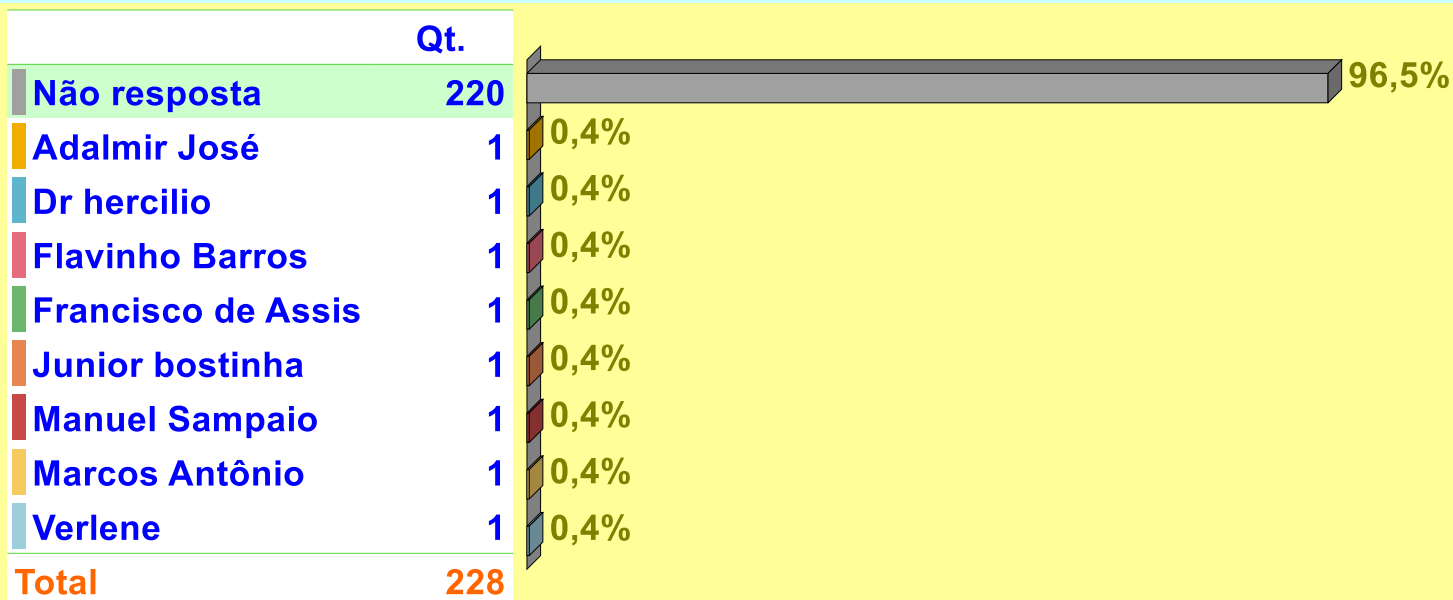 Qt.
Não resposta 220 96,5%
Adalmir José 1 0,4%
Dr hercilio 1 0,4%
Flavinho Barros 1 0,4%
Francisco de Assis 1 0,4%
Junior bostinha 1 0,4%
Manuel Sampaio 1 0,4%
Marcos Antônio 1 0,4%
Verlene 1 0,4%
Total 228